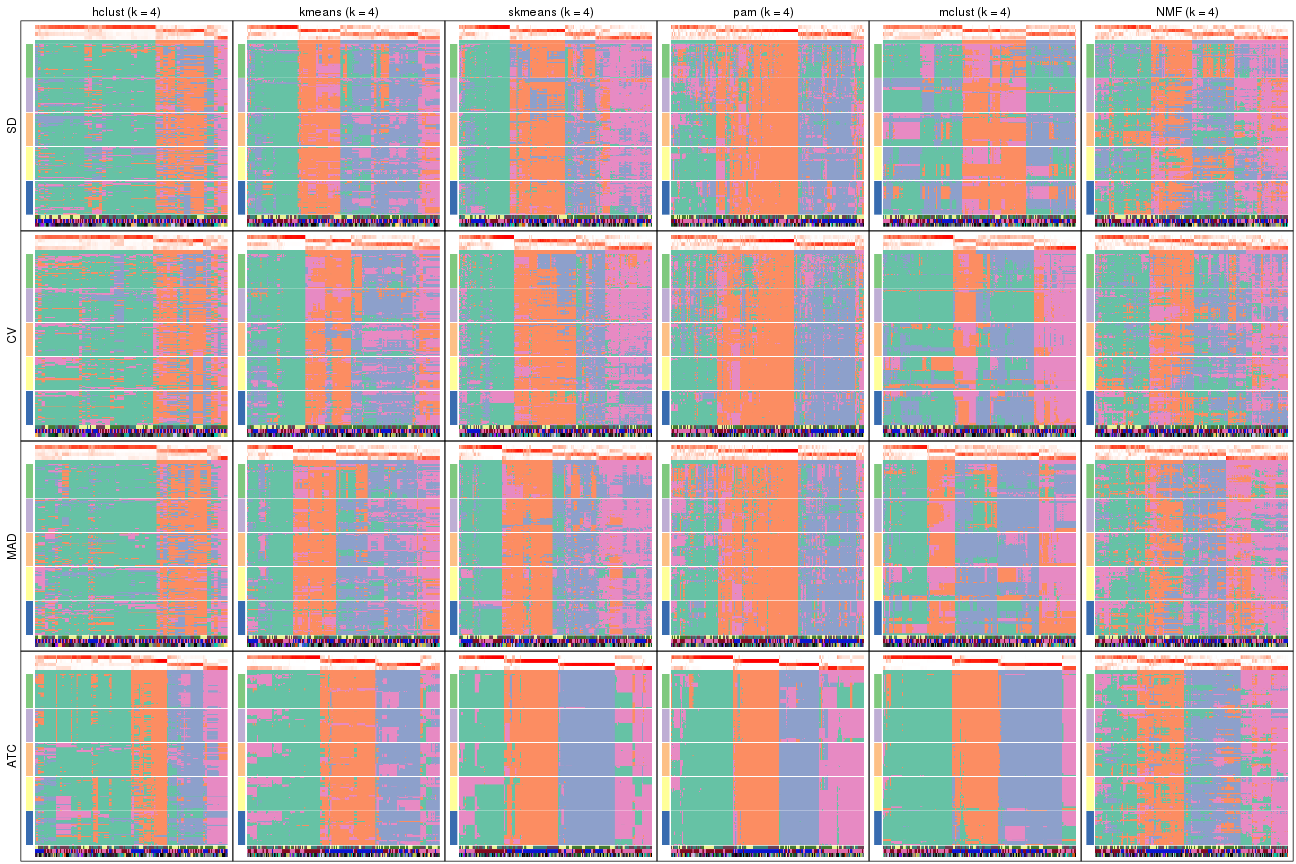 hclust (k = 4) kmeans (k = 4) skmeans (k = 4) pam (k = 4) mclust (k = 4) NMF (k = 4)
SD
CV
MAD
ATC